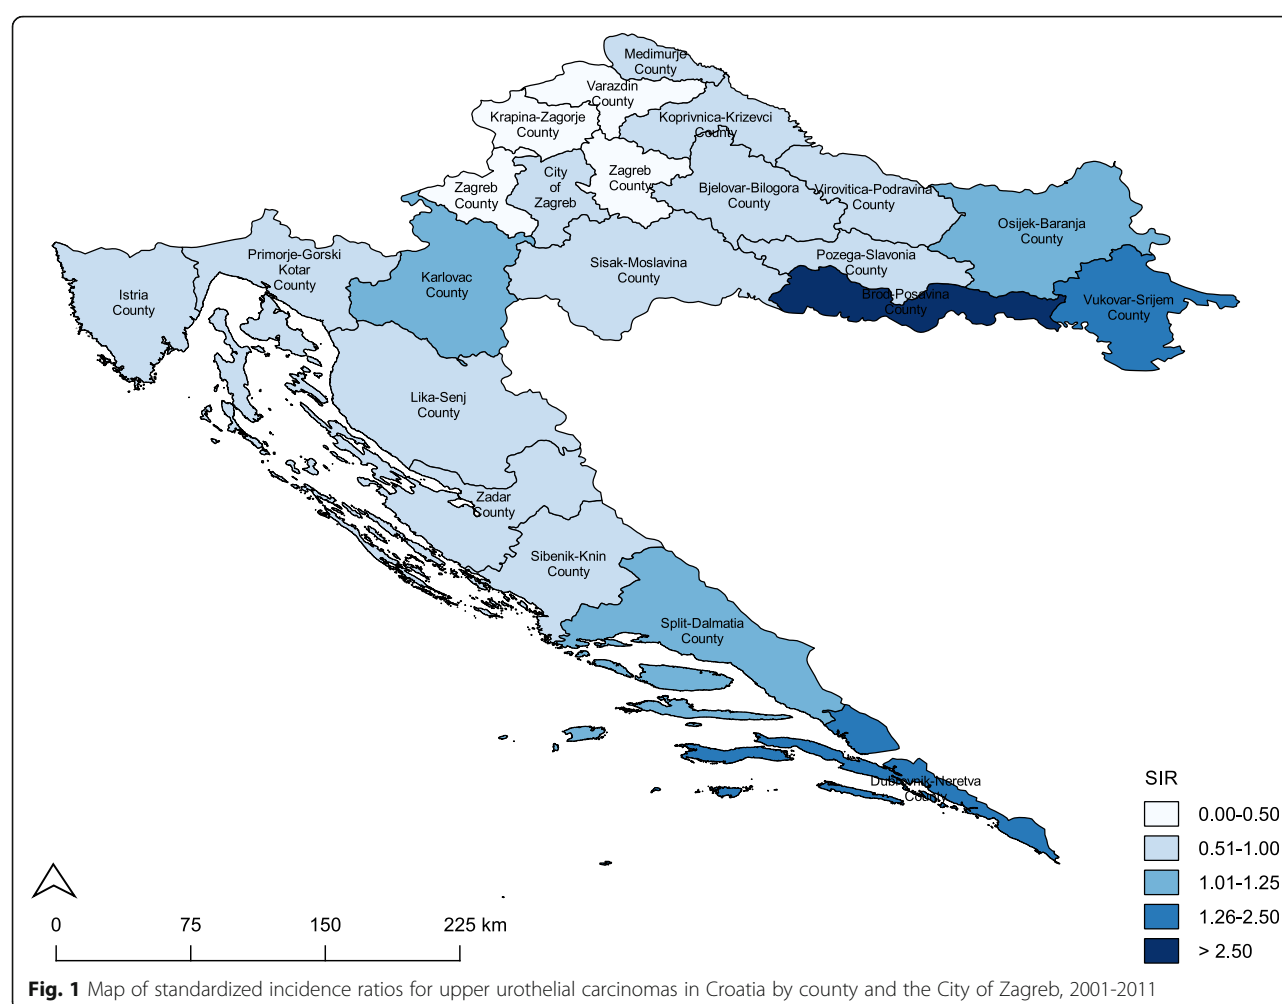 Medimurje
County
Varazdin
County
Krapina-Zagorje
County
Koprivnica-Krizevci
County
City
of
Zagreb
Zagreb
County
Zagreb
County
Bjelovar-Bilogora
County
Virovitica-Podravina
County
Osijek-Baranja
County
Primorje-Gorski
Kotar
County
Karlovac
County
Sisak-Moslavina
County
Pozega-Slavonia
County
Istria
County
Brod-Posavina
County
Vukovar-Srijem
County
Lika-Senj
County
Zadar
County
Sibenik-Knin
County
Split-Dalmatia
County
Dubrovnik-Neretva
County
SIR
0.00-0.50
0.51-1.00
1.01-1.25
1.26-2.50
> 2.50
0 75 150 225 km
Fig. 1 Map of standardized incidence ratios for upper urothelial carcinomas in Croatia by county and the City of Zagreb, 2001-2011